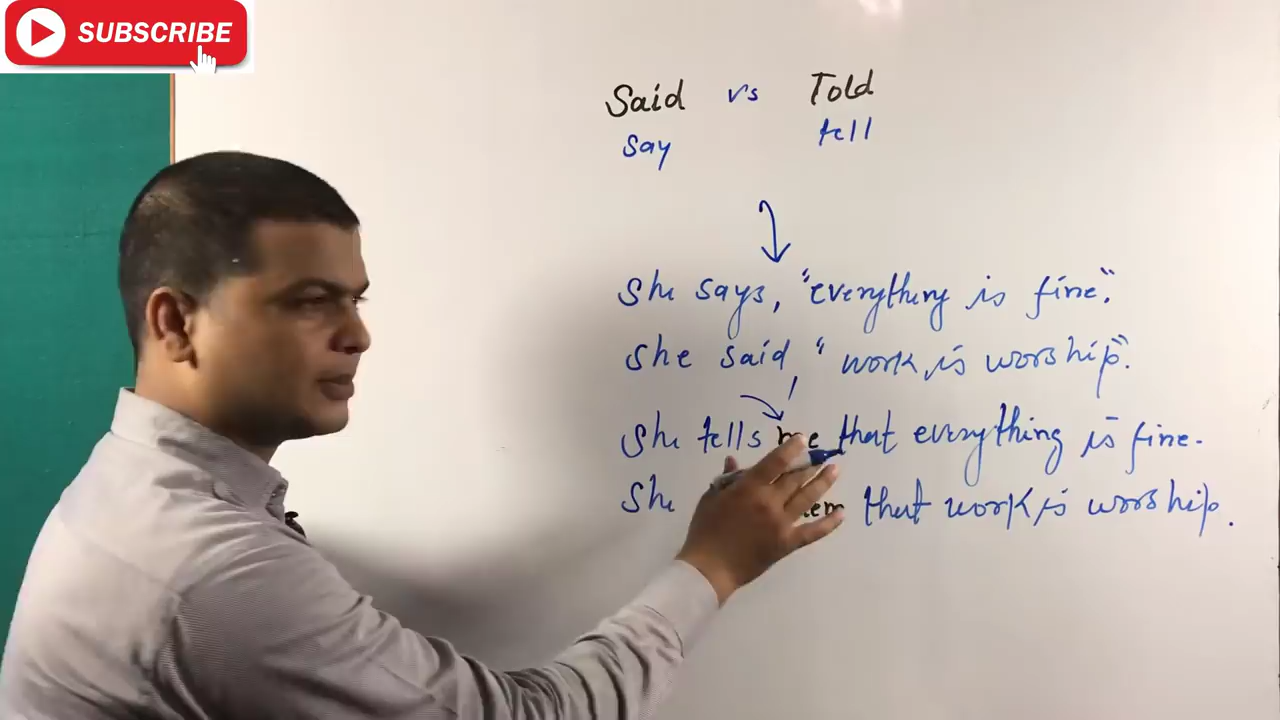 SUBSCRIBE
Said vs Told
say tell
She says, "everything is fine".
She said, "work is worship".
She tells me that everything is fine.
She that work is worship.